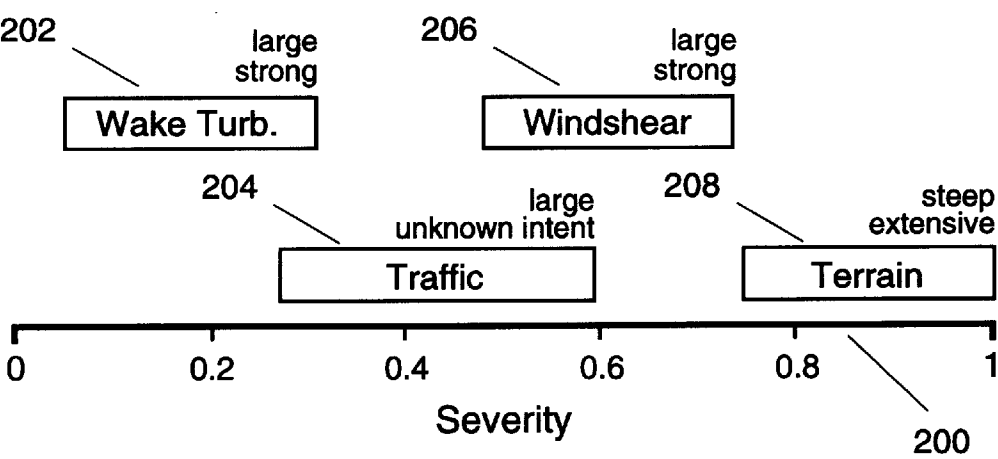 202
large
strong
Wake Turb.
206
large
strong
Windshear
204
large
unknown intent
Traffic
208
steep
extensive
Terrain
0 0.2 0.4 0.6 0.8 1
Severity
200